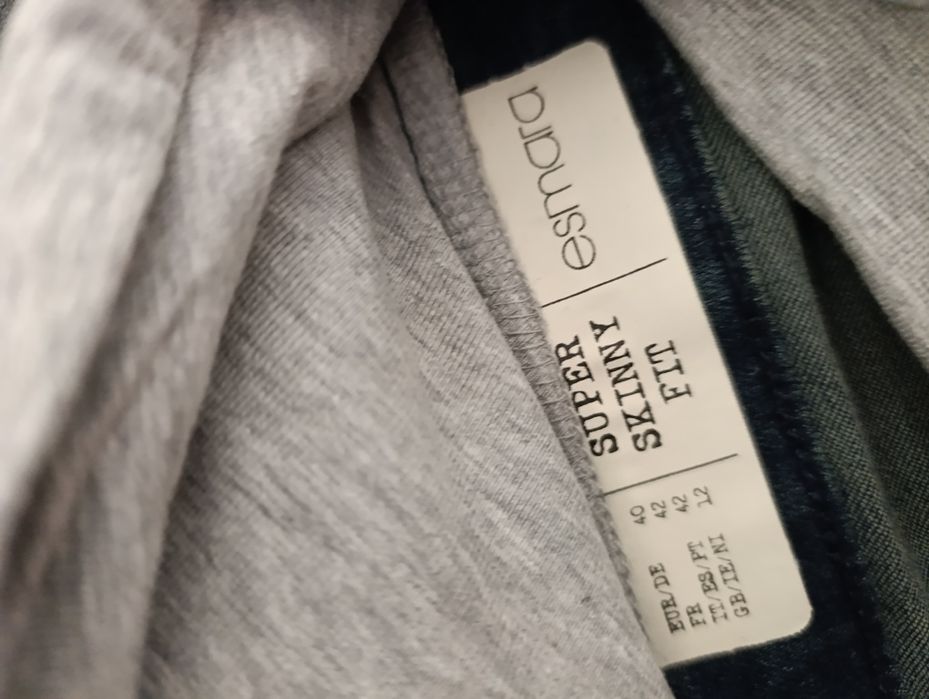 esmara
SUPER
SKINNY
FIT
EUR/DE 40
FR 42
IT/ES/PT 42
GB/IE/NI 12